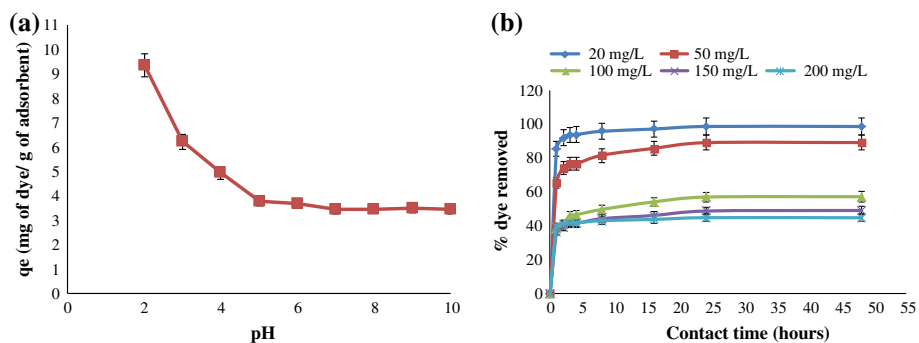 (a)
qe (mg of dye/ g of adsorbent)
11
10
9
8
7
6
5
4
3
2
1
0
0 2 4 6 8 10
pH
(b)
20 mg/L 50 mg/L
100 mg/L 150 mg/L 200 mg/L
% dye removed
120
100
80
60
40
20
0
0 5 10 15 20 25 30 35 40 45 50 55
Contact time (hours)